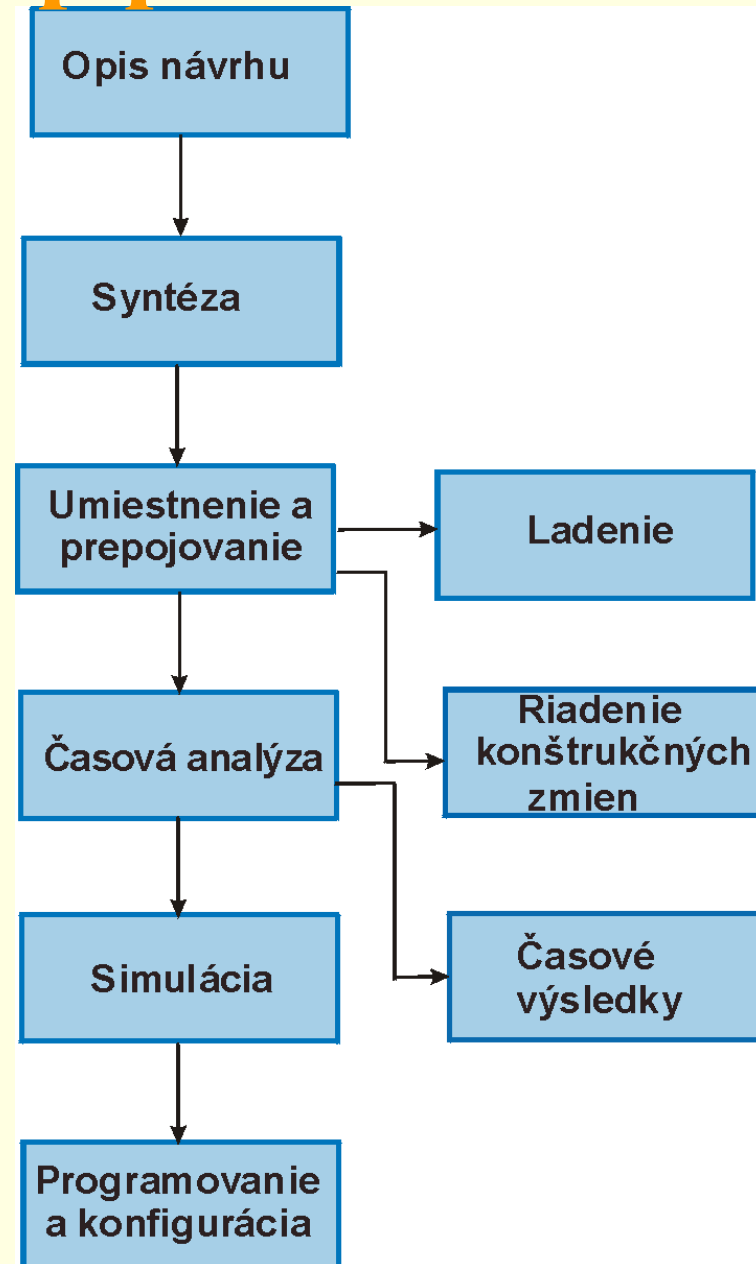 Opis návrhu
Syntéza
Umiestnenie a
prepojovanie
Ladenie
Časová analýza
Riadenie
konštrukčných
zmien
Simulácia
Časové
výsledky
Programovanie
a konfigurácia